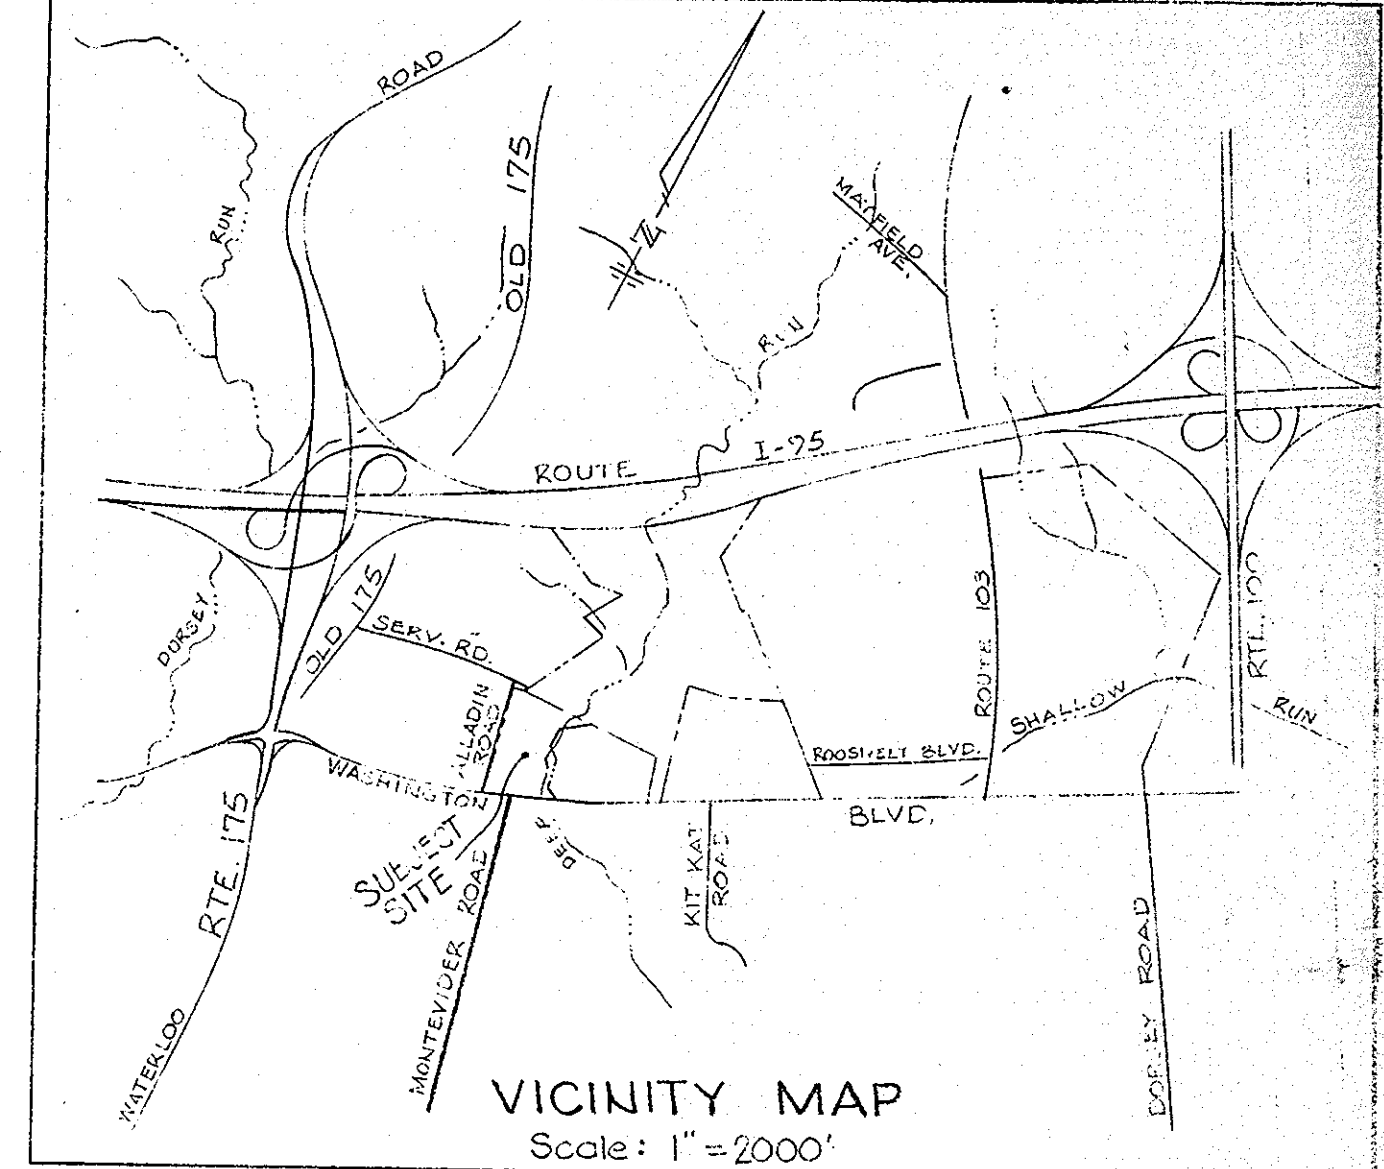 ROAD
OLD 175
RUN
N
MAYFIELD
AVE.
RUN
ROUTE I-95
DORSEY
OLD 175
SERV. RD.
ALLADIN
ROAD
ROUTE 103
RTE. 100
SHALLOW
RUN
ROOSIVELT BLVD.
WASHINGTON
BLVD.
RTE. 175
SUBJECT
SITE
DEEP
KIT KAT
ROAD
MONTEVIDER ROAD
WATERLOO
DORSEY ROAD
VICINITY MAP
Scale: 1" = 2000'